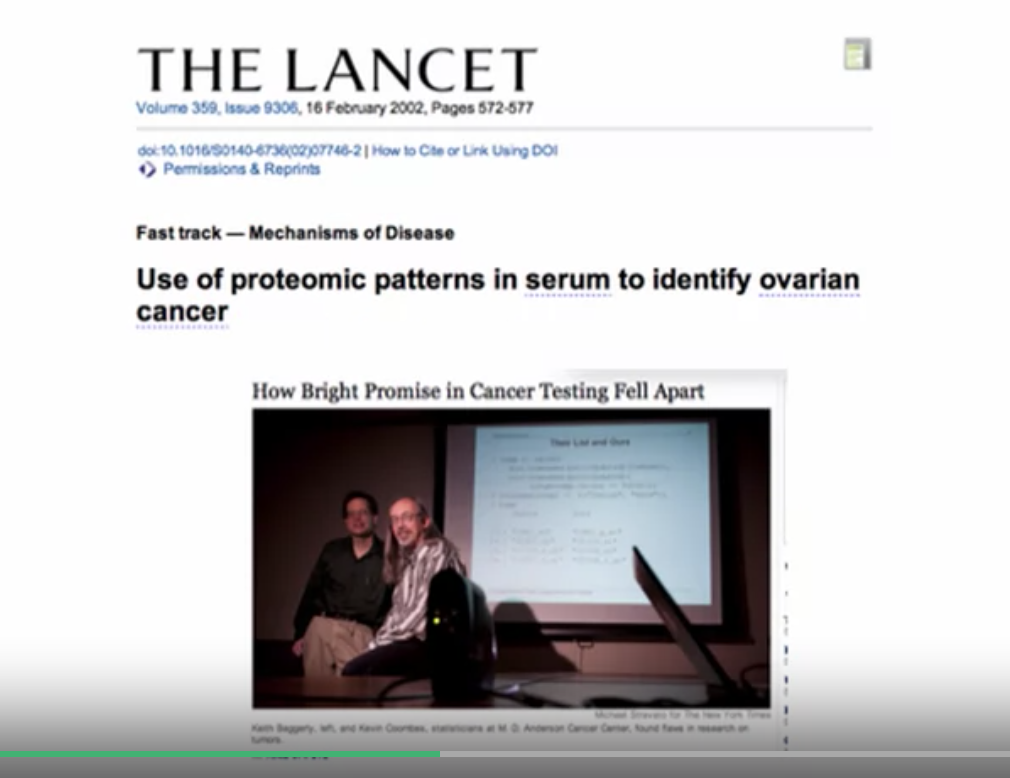 THE LANCET
Volume 359, Issue 9306, 16 February 2002, Pages 572-577
doi:10.1016/S0140-6736(02)07746-2 | How to Cite or Link Using DOI
Permissions & Reprints
Fast track — Mechanisms of Disease
Use of proteomic patterns in serum to identify ovarian
cancer
How Bright Promise in Cancer Testing Fell Apart
Their List and Ours
Michael Stravato for The New York Times
Keith Baggerly, left, and Kevin Coombes, statisticians at M. D. Anderson Cancer Center, found flaws in research on
tumors.